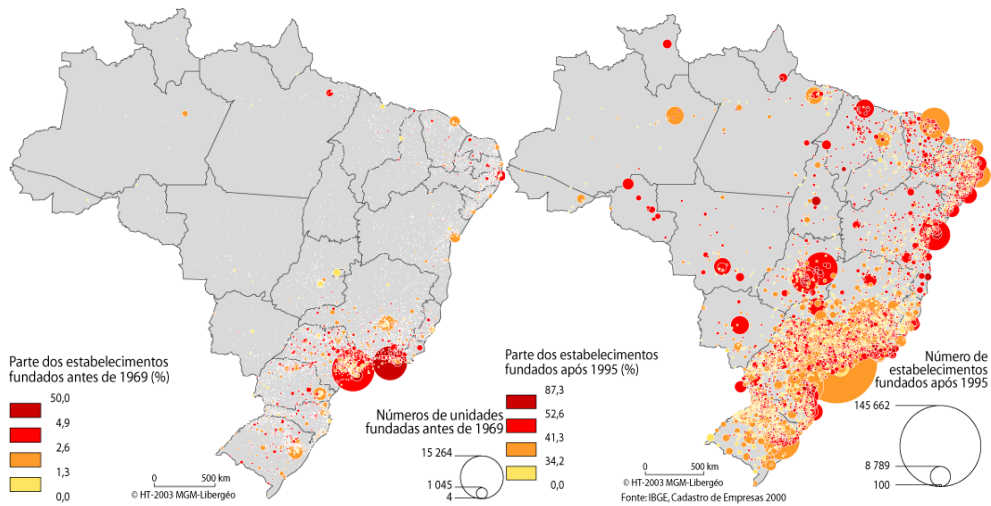 Parte dos estabelecimentos
fundados antes de 1969 (%)
50,0
4,9
2,6
1,3
0,0
Números de unidades
fundadas antes de 1969
15 264
1 045
4
0 500 km
© HT-2003 MGM-Libergéo
Parte dos estabelecimentos
fundados após 1995 (%)
87,3
52,6
41,3
34,2
0,0
Número de
estabelecimentos
fundados após 1995
145 662
8 789
100
0 500 km
© HT-2003 MGM-Libergéo
Fonte: IBGE, Cadastro de Empresas 2000